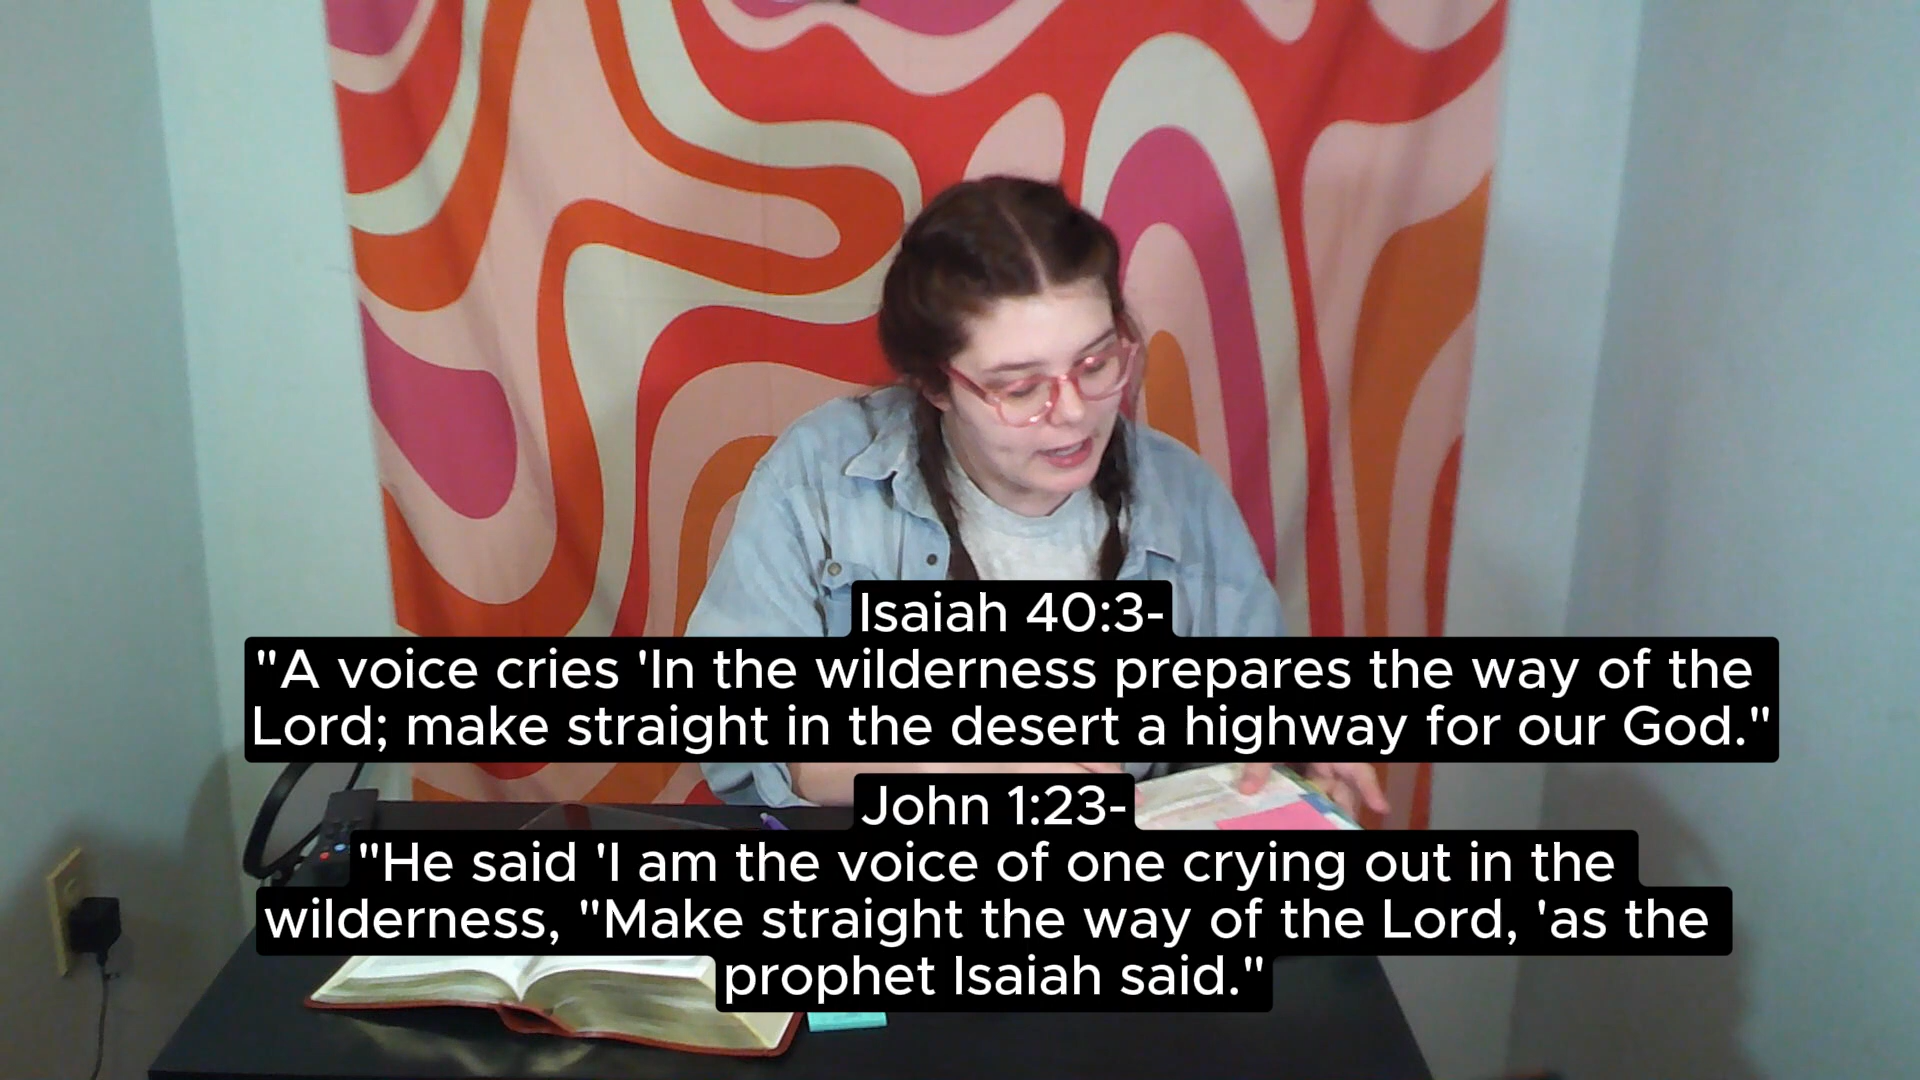 Isaiah 40:3-
"A voice cries 'In the wilderness prepares the way of the
Lord; make straight in the desert a highway for our God."
John 1:23-
"He said 'I am the voice of one crying out in the
wilderness, "Make straight the way of the Lord, 'as the
prophet Isaiah said."